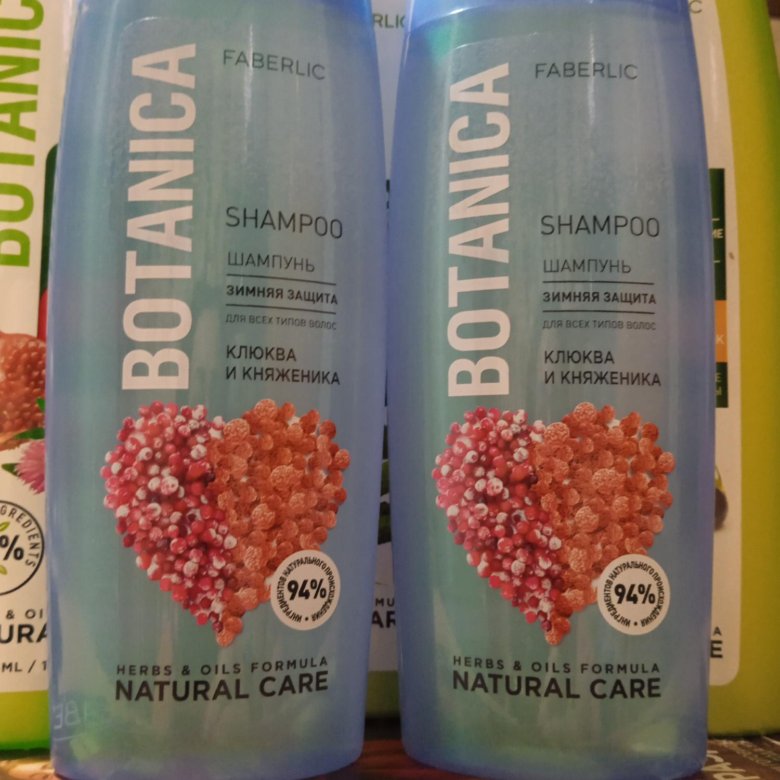 FABERLIC
BOTANICA
SHAMPOO
ШАМПУНЬ
ЗИМНЯЯ ЗАЩИТА
ДЛЯ ВСЕХ ТИПОВ ВОЛОС
КЛЮКВА
И КНЯЖЕНИКА
94%
ИНГРЕДИЕНТОВ НАТУРАЛЬНОГО ПРОИСХОЖДЕНИЯ
HERBS & OILS FORMULA
NATURAL CARE
FABERLIC
BOTANICA
SHAMPOO
ШАМПУНЬ
ЗИМНЯЯ ЗАЩИТА
ДЛЯ ВСЕХ ТИПОВ ВОЛОС
КЛЮКВА
И КНЯЖЕНИКА
94%
ИНГРЕДИЕНТОВ НАТУРАЛЬНОГО ПРОИСХОЖДЕНИЯ
HERBS & OILS FORMULA
NATURAL CARE
BOTANIC